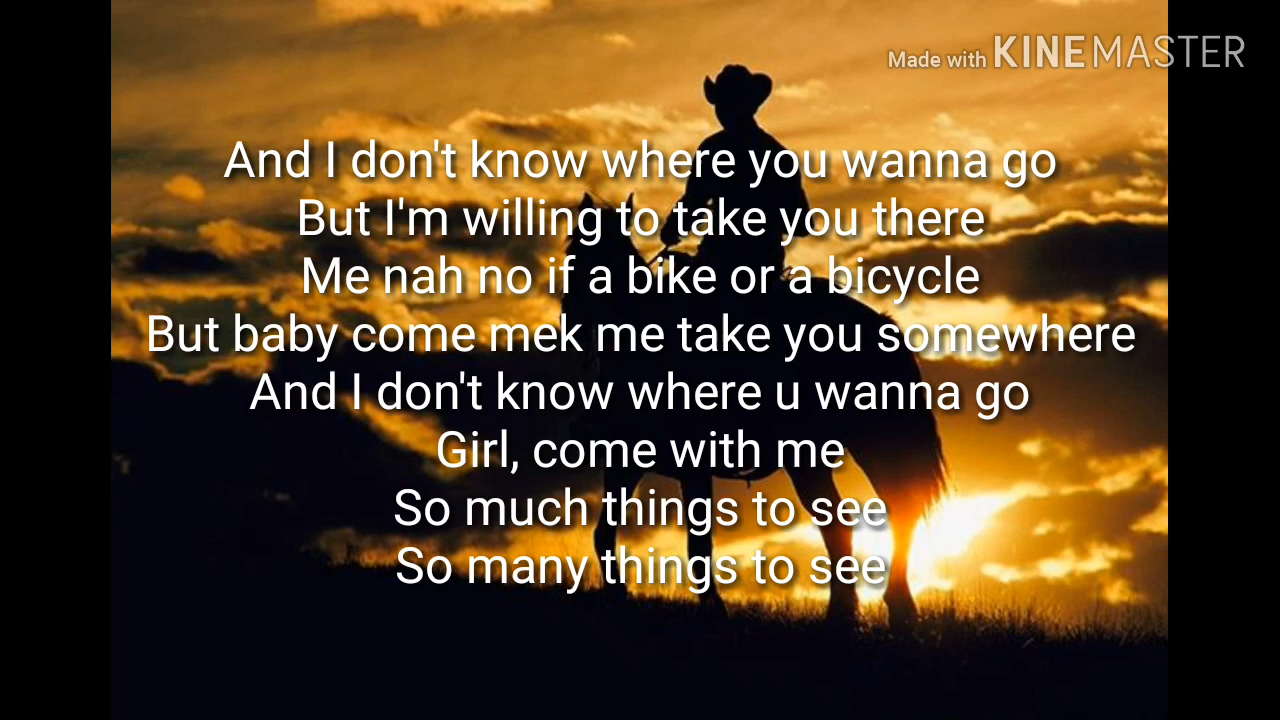 Made with KINEMASTER
And I don't know where you wanna go
But I'm willing to take you there
Me nah no if a bike or a bicycle
But baby come mek me take you somewhere
And I don't know where u wanna go
Girl, come with me
So much things to see
So many things to see